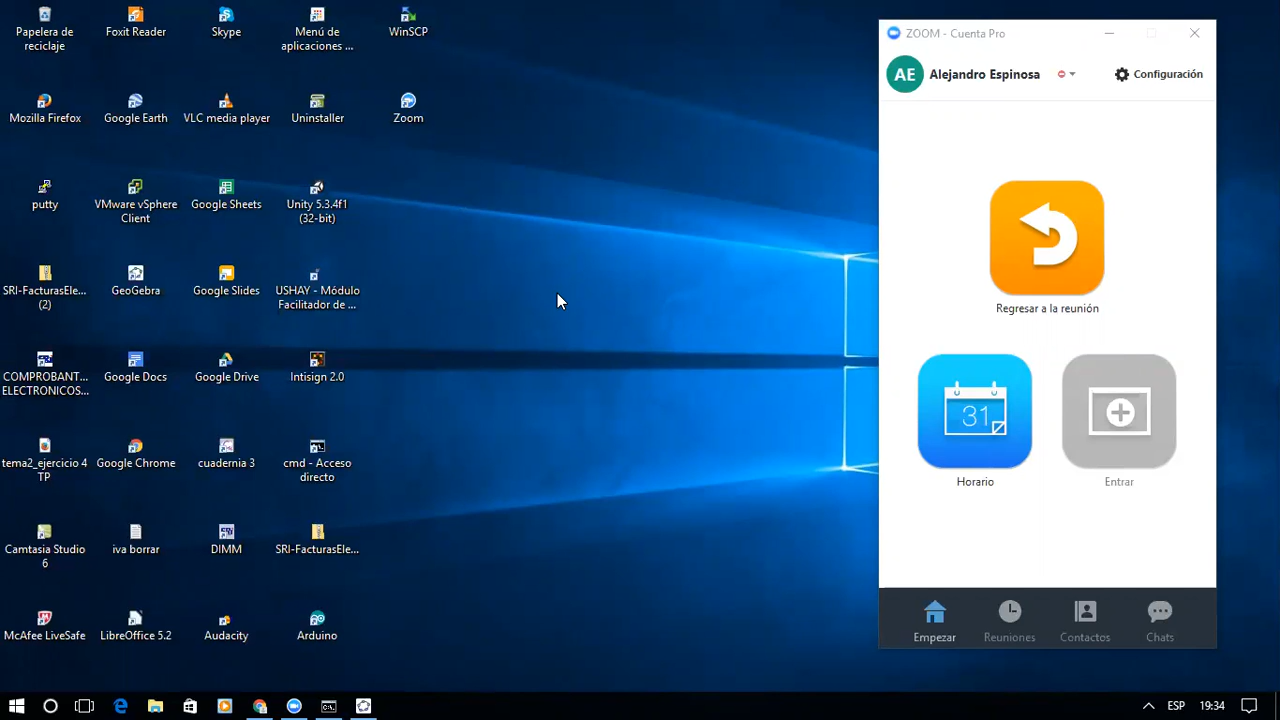 Papelera de
reciclaje
Foxit Reader
Skype
Menú de
aplicaciones ...
WinSCP
Mozilla Firefox
Google Earth
VLC media player
Uninstaller
Zoom
putty
VMware vSphere
Client
Google Sheets
Unity 5.3.4f1
(32-bit)
SRI-FacturasEle...
(2)
GeoGebra
Google Slides
USHAY - Módulo
Facilitador de ...
COMPROBANT...
ELECTRONICOS...
Google Docs
Google Drive
Intisign 2.0
tema2_ejercicio 4
TP
Google Chrome
cuadernia 3
cmd - Acceso
directo
Camtasia Studio
6
iva borrar
DIMM
SRI-FacturasEle...
McAfee LiveSafe
LibreOffice 5.2
Audacity
Arduino
ZOOM - Cuenta Pro
AE
Alejandro Espinosa
Configuración
Regresar a la reunión
31
Horario
Entrar
Empezar
Reuniones
Contactos
Chats
ESP
19:34